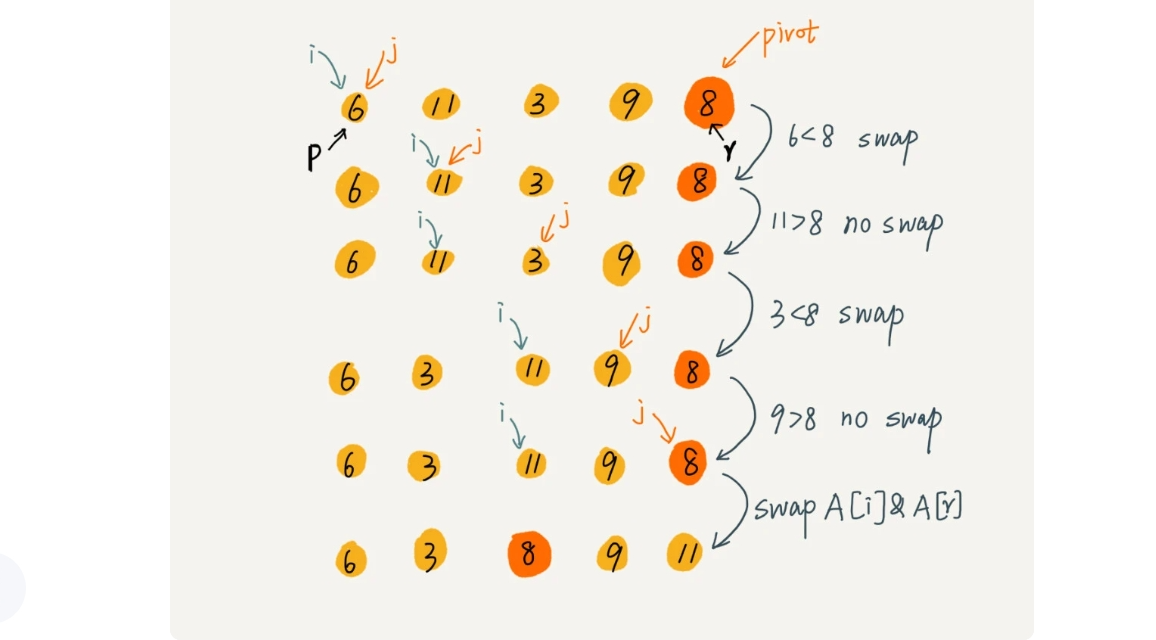 pivot
i j
6 11 3 9 8
p r
6<8 swap
i j
6 11 3 9 8
11>8 no swap
i j
6 11 3 9 8
3<8 swap
i j
6 3 11 9 8
9>8 no swap
i j
6 3 11 9 8
swap A[i]&A[r]
6 3 8 9 11